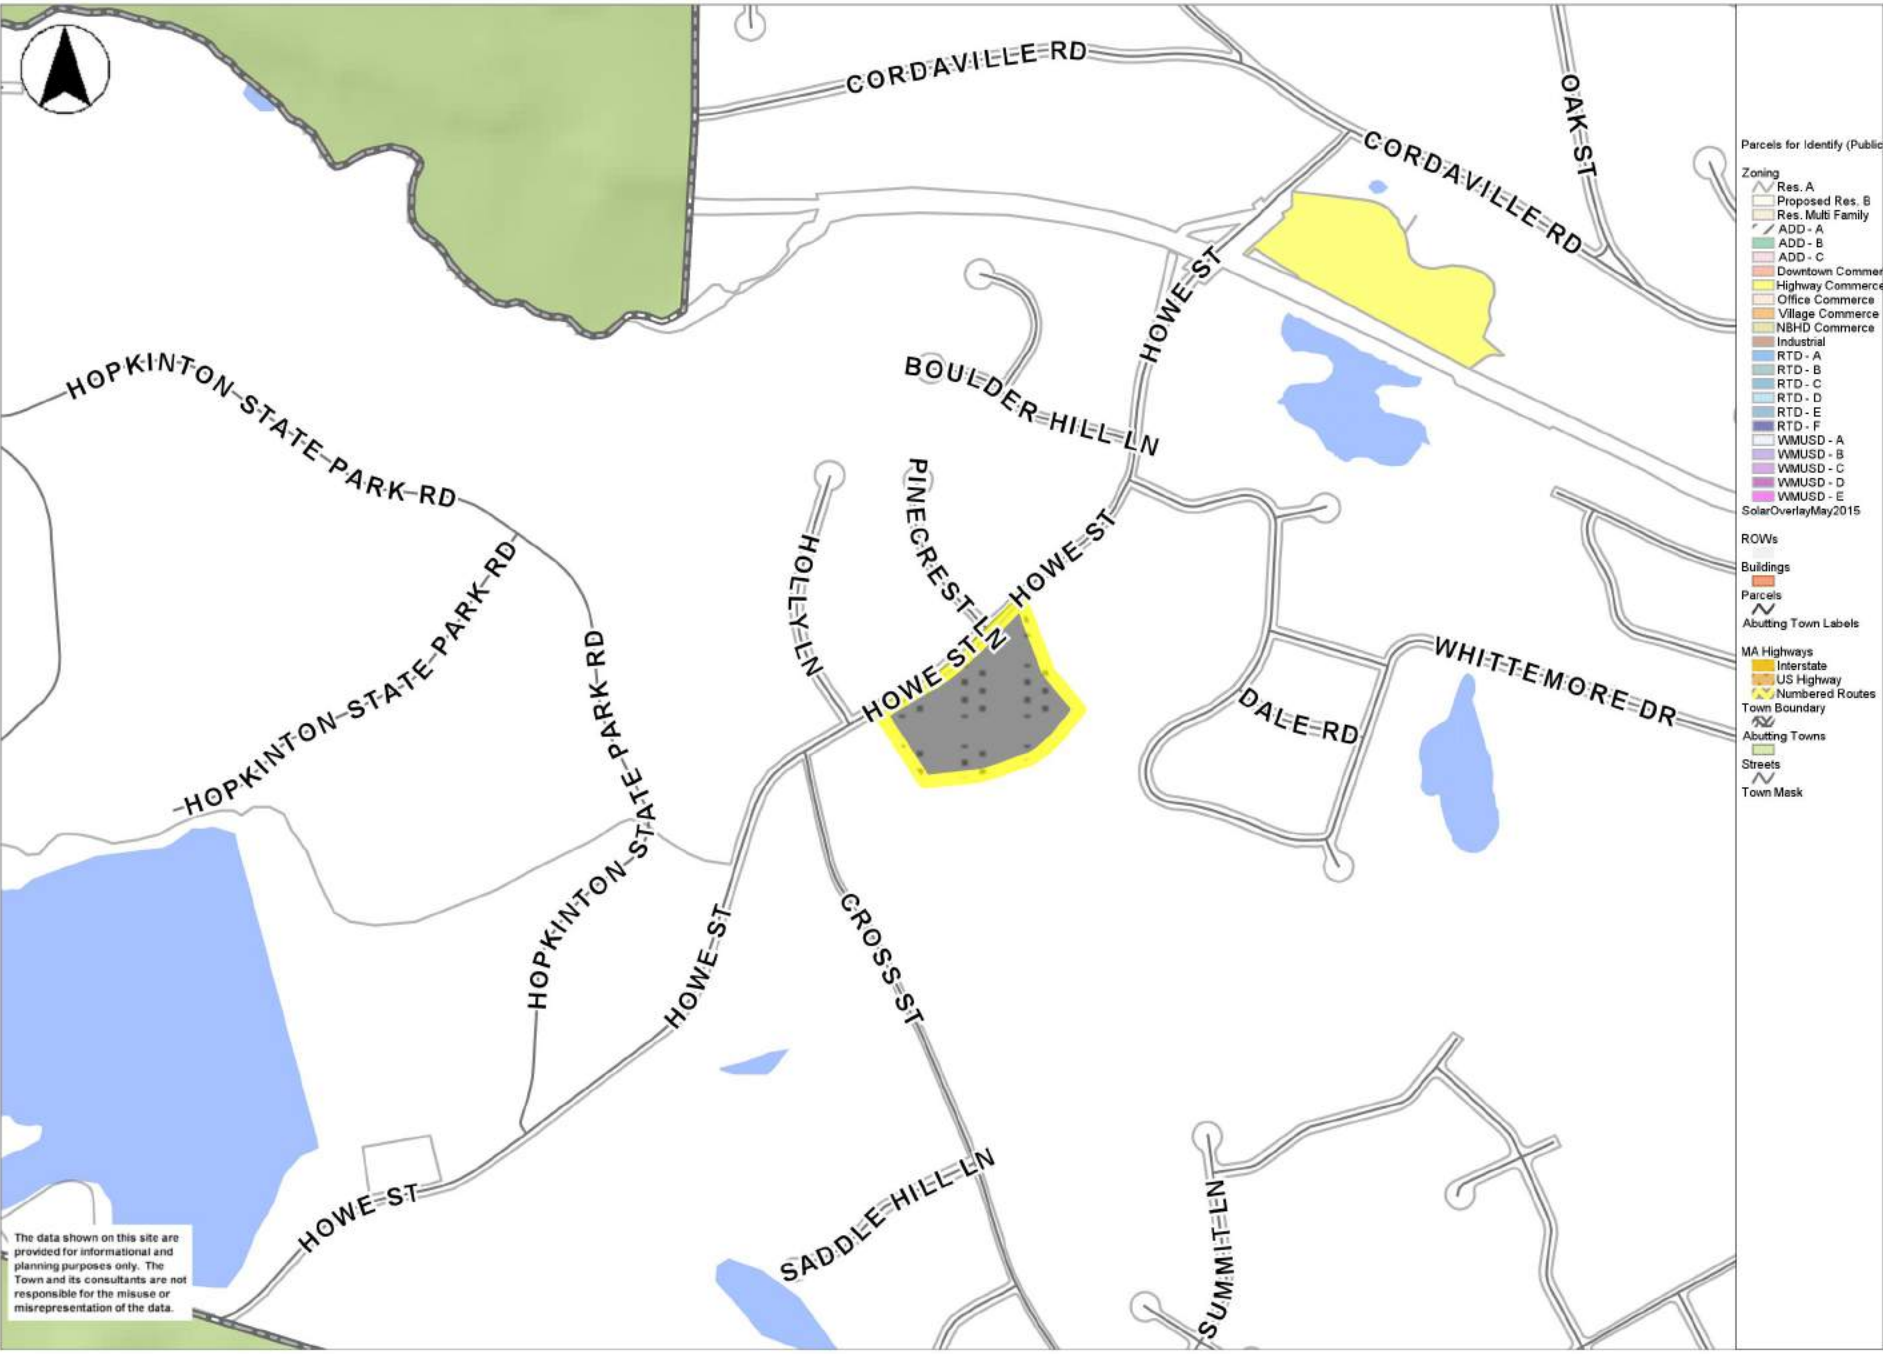 CORDAVILLE RD
OAK ST
CORDAVILLE RD
HOWE ST
HOPKINTON STATE PARK RD
BOULDER HILL LN
PINECREST LN
HOLLY LN
HOWE ST
HOPKINTON STATE PARK RD
HOPKINTON STATE PARK RD
HOWE ST
WHITTEMORE DR
DALE RD
HOPKINTON STATE PARK RD
HOWE ST
CROSS ST
HOWE ST
SADDLE HILL LN
SUMMIT LN
The data shown on this site are
provided for informational and
planning purposes only. The
Town and its consultants are not
responsible for the misuse or
misrepresentation of the data.
Parcels for Identify (Public
Zoning
Res. A
Proposed Res. B
Res. Multi Family
ADD - A
ADD - B
ADD - C
Downtown Commer
Highway Commerce
Office Commerce
Village Commerce
NBHD Commerce
Industrial
RTD - A
RTD - B
RTD - C
RTD - D
RTD - E
RTD - F
WMUSD - A
WMUSD - B
WMUSD - C
WMUSD - D
WMUSD - E
SolarOverlayMay2015
ROWs
Buildings
Parcels
Abutting Town Labels
MA Highways
Interstate
US Highway
Numbered Routes
Town Boundary
Abutting Towns
Streets
Town Mask